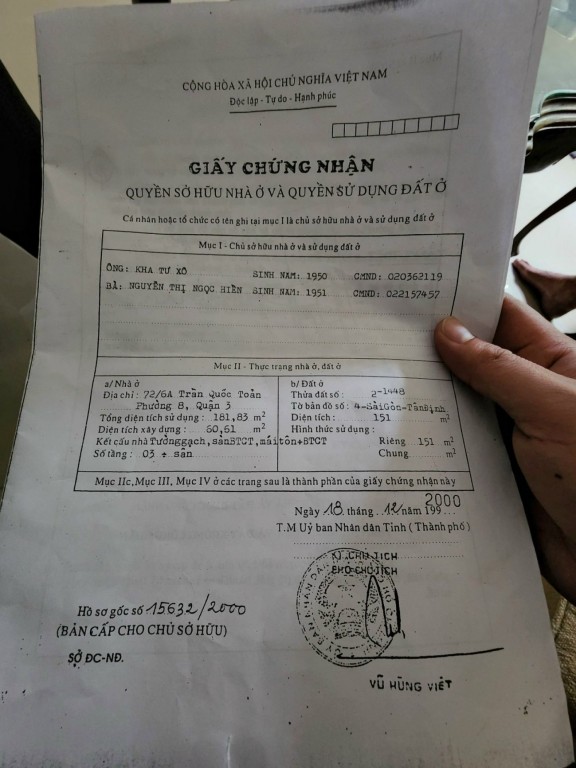 CỘNG HÒA XÃ HỘI CHỦ NGHĨA VIỆT NAM
Độc lập - Tự do - Hạnh phúc
GIẤY CHỨNG NHẬN
QUYỀN SỞ HỮU NHÀ Ở VÀ QUYỀN SỬ DỤNG ĐẤT Ở
Cá nhân hoặc tổ chức có tên ghi tại mục I là chủ sở hữu nhà ở và sử dụng đất ở
Mục I - Chủ sở hữu nhà ở và sử dụng đất ở
ÔNG: KHA TƯ XÔ SINH NĂM: 1950 CMND: 020362119
BÀ: NGUYỄN THỊ NGỌC HIỀN SINH NĂM: 1951 CMND: 022157457
Mục II - Thực trạng nhà ở, đất ở
a/ Nhà ở
Địa chỉ: 72/6A Trần Quốc Toản
Phường 8, Quận 3
Tổng diện tích sử dụng: 181,83 m²
Diện tích xây dựng: 60,61 m²
Kết cấu nhà Tường gạch, sàn BTCT, mái tôn+BTCT
Số tầng: 03 + sân
b/ Đất ở
Thửa đất số: 2-1448
Tờ bản đồ số: 4-SàiGòn-TânĐịnh
Diện tích: 151 m²
Hình thức sử dụng:
Riêng 151 m²
Chung m²
Mục IIc, Mục III, Mục IV ở các trang sau là thành phần của giấy chứng nhận này
Ngày 18 tháng 12 năm 199... 2000
T.M Uỷ ban Nhân dân Tỉnh (Thành phố)
KT CHỦ TỊCH
PHÓ CHỦ TỊCH
Hồ sơ gốc số 15632/2000
(BẢN CẤP CHO CHỦ SỞ HỮU)
SỞ ĐC-NĐ.
VŨ HÙNG VIỆT